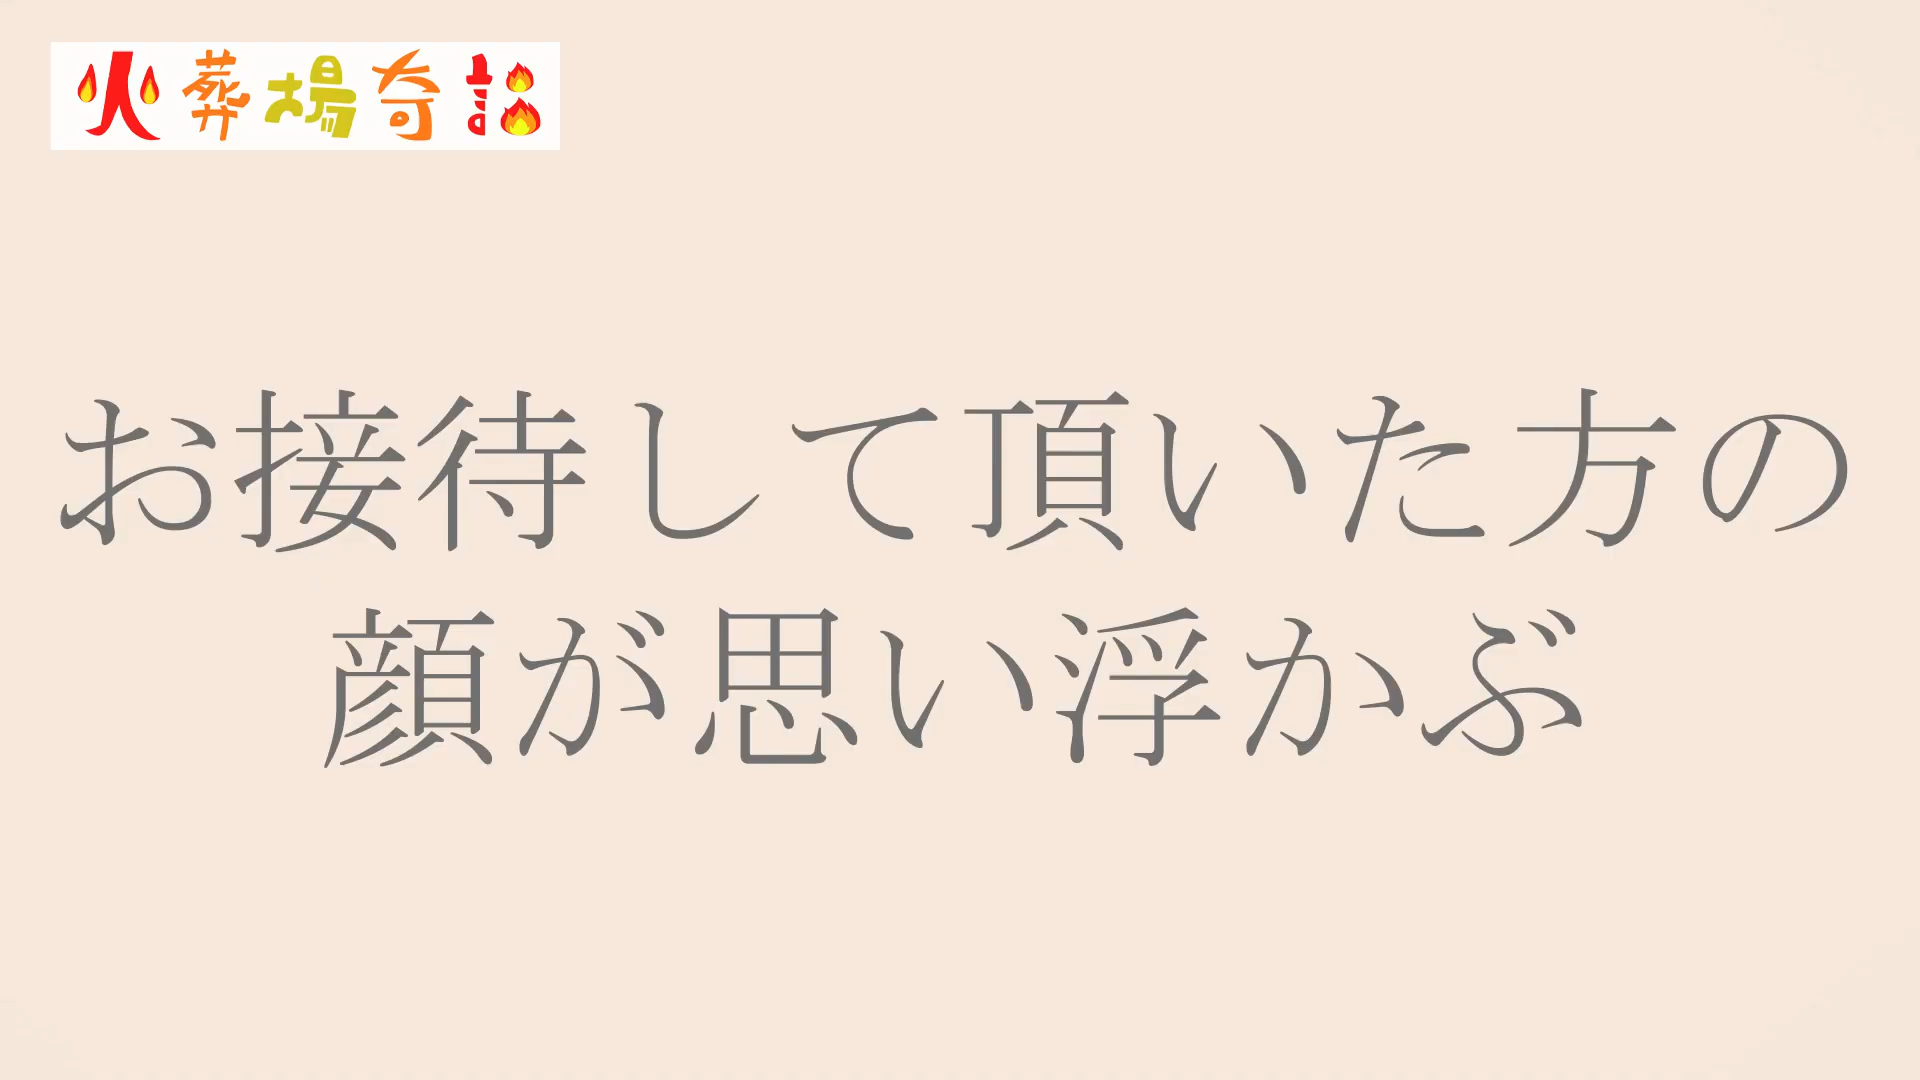 火葬場奇譚
お接待して頂いた方の
顔が思い浮かぶ